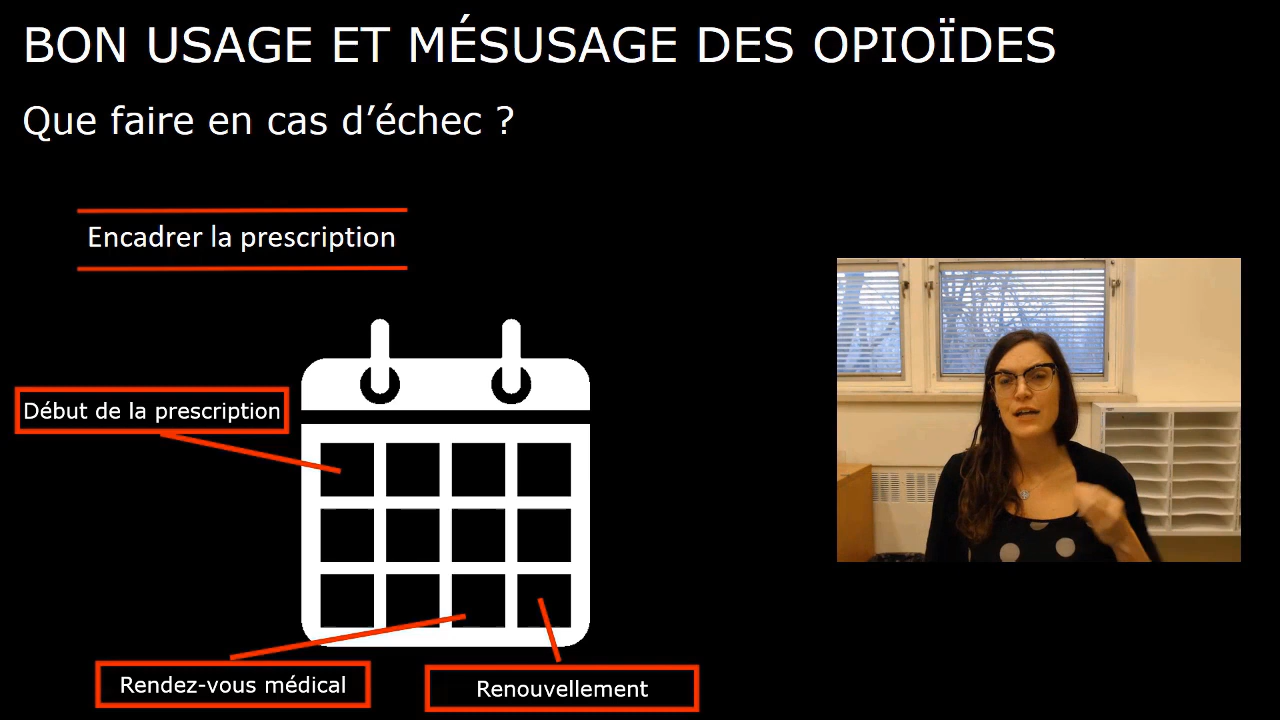 BON USAGE ET MÉSUSAGE DES OPIOÏDES
Que faire en cas d’échec ?
Encadrer la prescription
Début de la prescription
Rendez-vous médical
Renouvellement